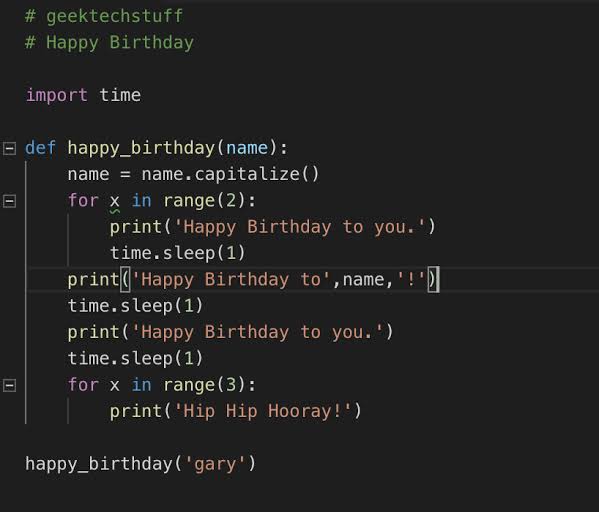 # geektechstuff
# Happy Birthday
import time
def happy_birthday(name):
    name = name.capitalize()
    for x in range(2):
        print('Happy Birthday to you.')
        time.sleep(1)
    print('Happy Birthday to',name,'!')
    time.sleep(1)
    print('Happy Birthday to you.')
    time.sleep(1)
    for x in range(3):
        print('Hip Hip Hooray!')
happy_birthday('gary')